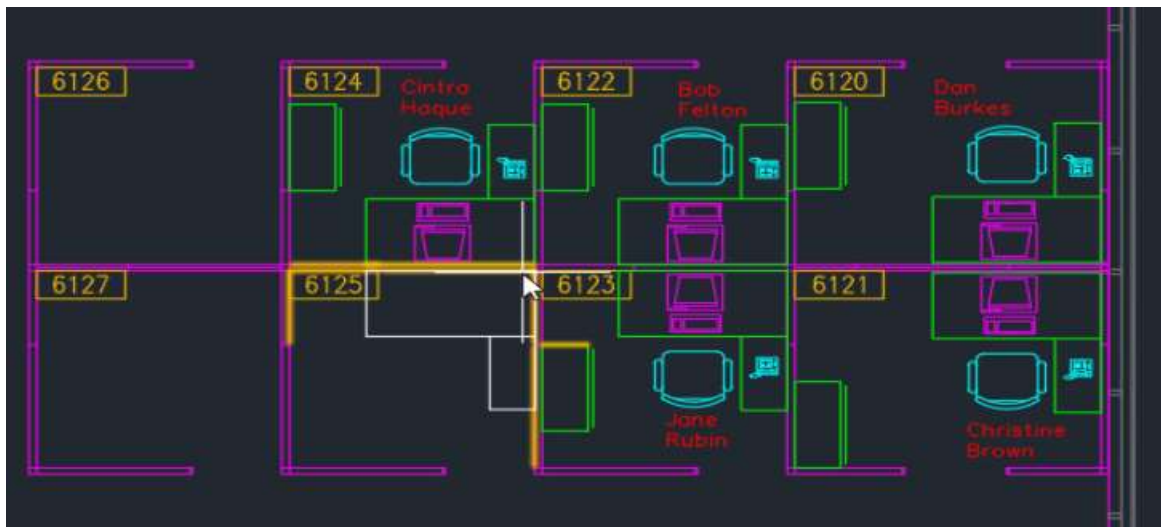 6126
6124
Cintra
Haque
6122
Bob
Felton
6120
Dan
Burkes
6127
6125
6123
6121
Jane
Rubin
Christine
Brown